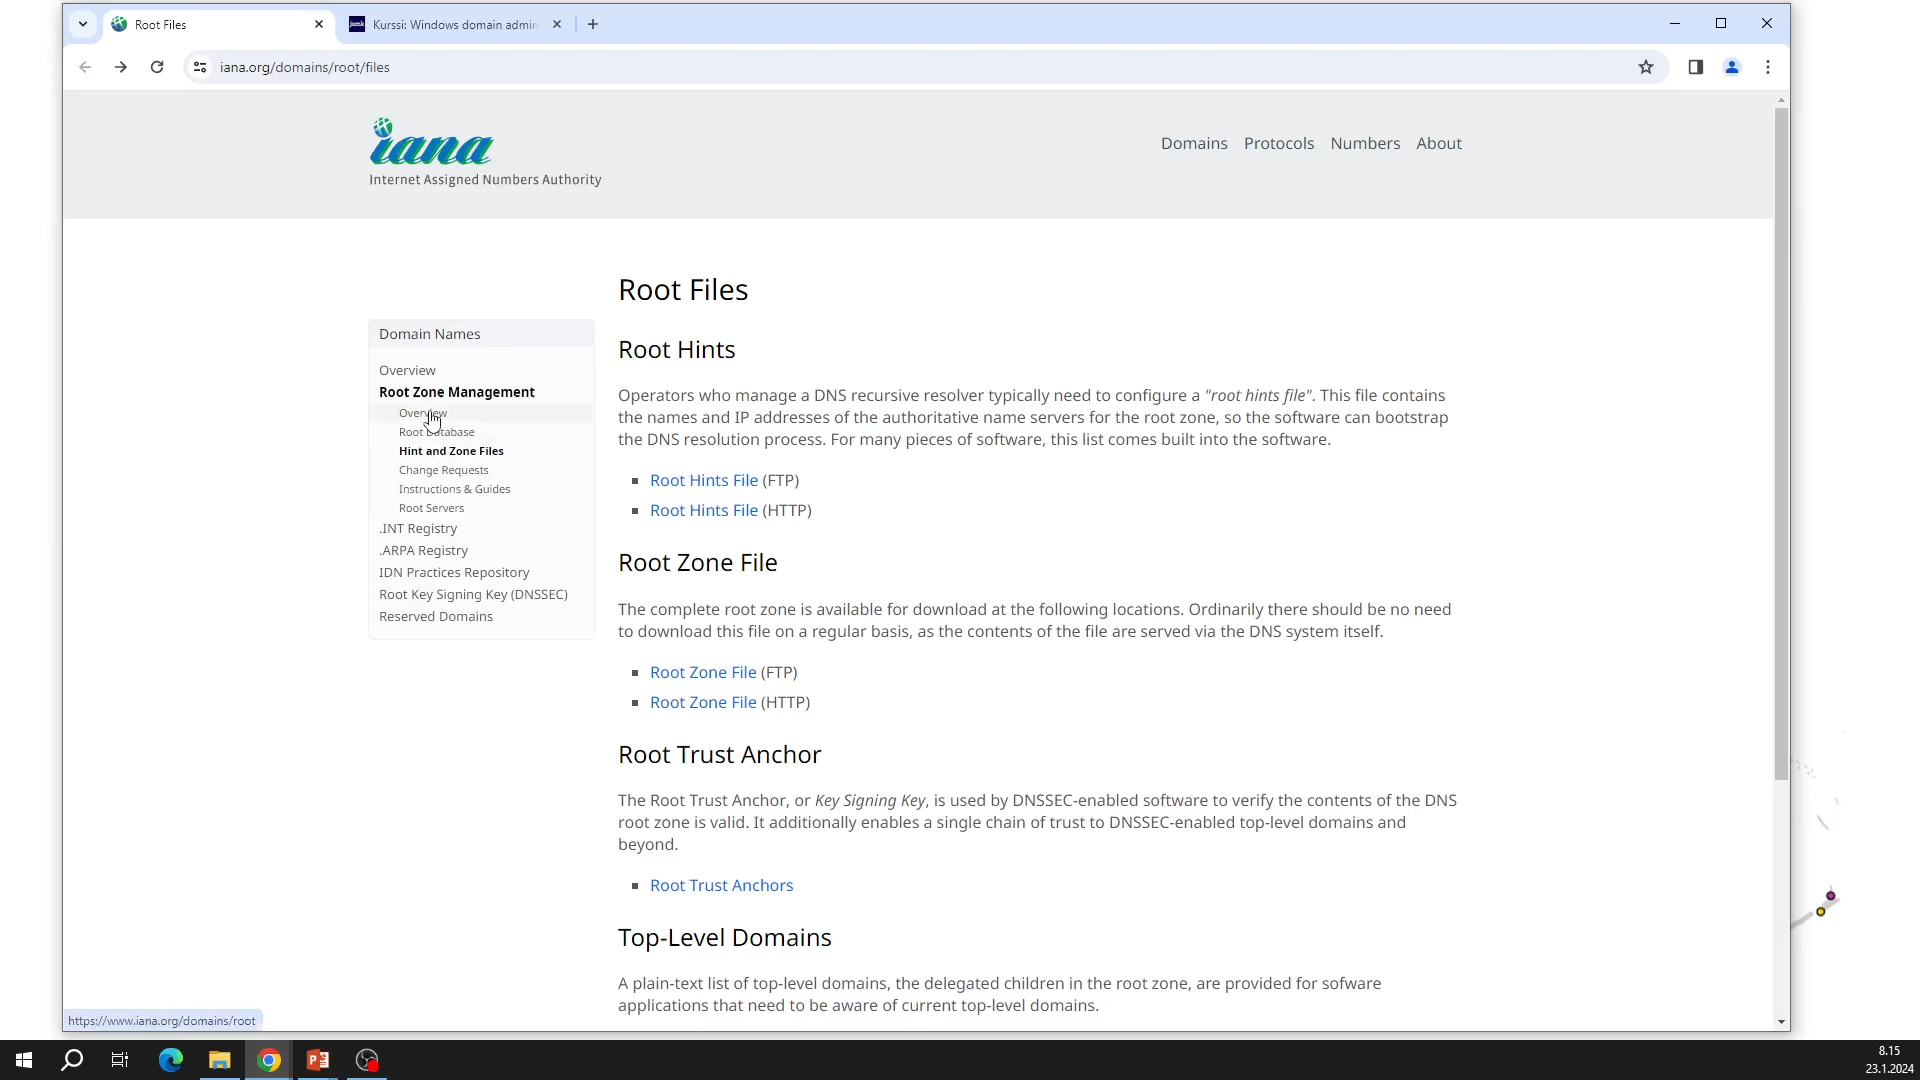 Root Files
Kurssi: Windows domain admin
iana.org/domains/root/files
iana
Internet Assigned Numbers Authority
Domains Protocols Numbers About
Domain Names
Overview
Root Zone Management
Overview
Root Database
Hint and Zone Files
Change Requests
Instructions & Guides
Root Servers
.INT Registry
.ARPA Registry
IDN Practices Repository
Root Key Signing Key (DNSSEC)
Reserved Domains
Root Files
Root Hints
Operators who manage a DNS recursive resolver typically need to configure a "root hints file". This file contains
the names and IP addresses of the authoritative name servers for the root zone, so the software can bootstrap
the DNS resolution process. For many pieces of software, this list comes built into the software.
Root Hints File (FTP)
Root Hints File (HTTP)
Root Zone File
The complete root zone is available for download at the following locations. Ordinarily there should be no need
to download this file on a regular basis, as the contents of the file are served via the DNS system itself.
Root Zone File (FTP)
Root Zone File (HTTP)
Root Trust Anchor
The Root Trust Anchor, or Key Signing Key, is used by DNSSEC-enabled software to verify the contents of the DNS
root zone is valid. It additionally enables a single chain of trust to DNSSEC-enabled top-level domains and
beyond.
Root Trust Anchors
Top-Level Domains
A plain-text list of top-level domains, the delegated children in the root zone, are provided for sofware
applications that need to be aware of current top-level domains.
https://www.iana.org/domains/root
8.15
23.1.2024